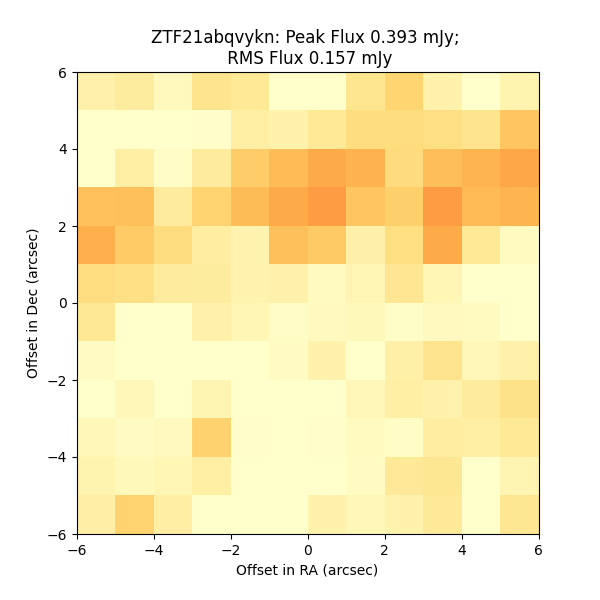 ZTF21abqvykn: Peak Flux 0.393 mJy;
RMS Flux 0.157 mJy
6
4
2
0
−2
−4
−6
Offset in Dec (arcsec)
−6 −4 −2 0 2 4 6
Offset in RA (arcsec)